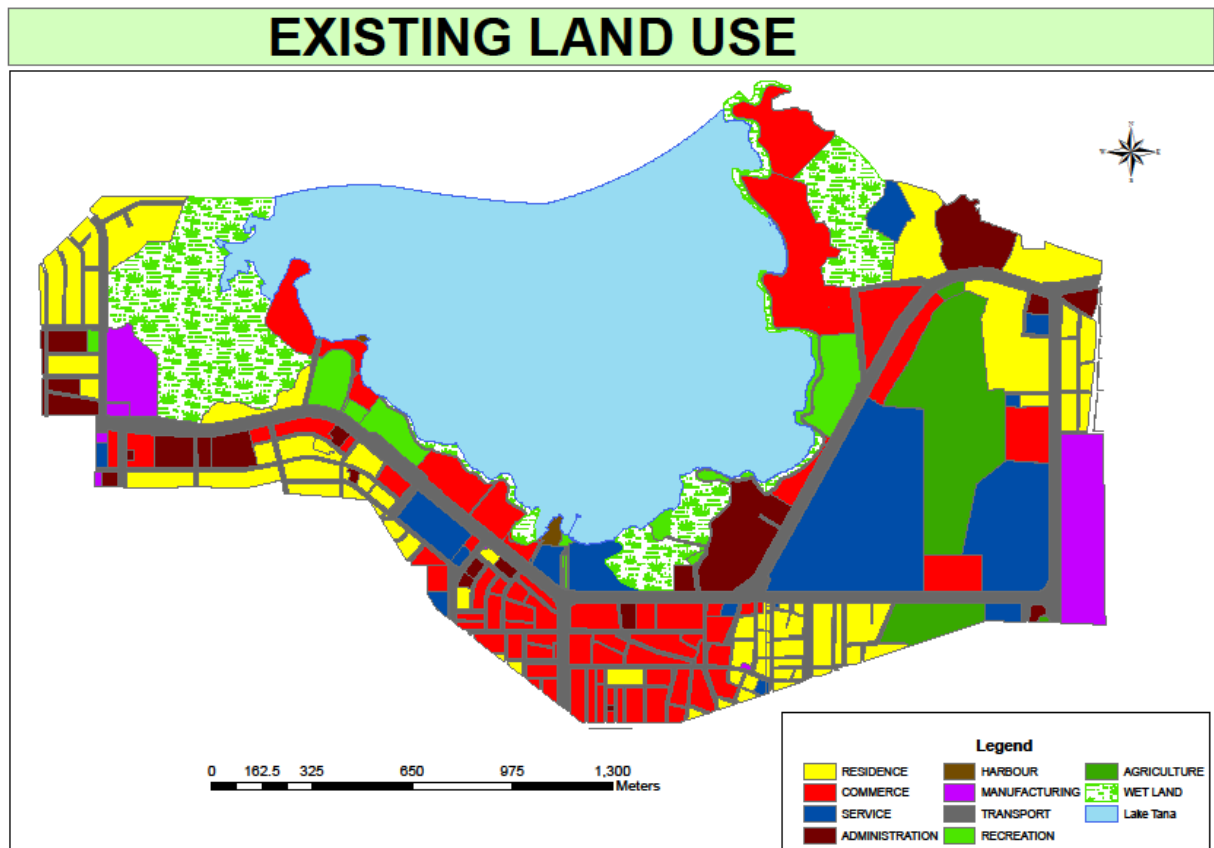 EXISTING LAND USE
N
W E
S
0 162.5 325 650 975 1,300
Meters
Legend
RESIDENCE HARBOUR AGRICULTURE
COMMERCE MANUFACTURING WET LAND
SERVICE TRANSPORT Lake Tana
ADMINISTRATION RECREATION